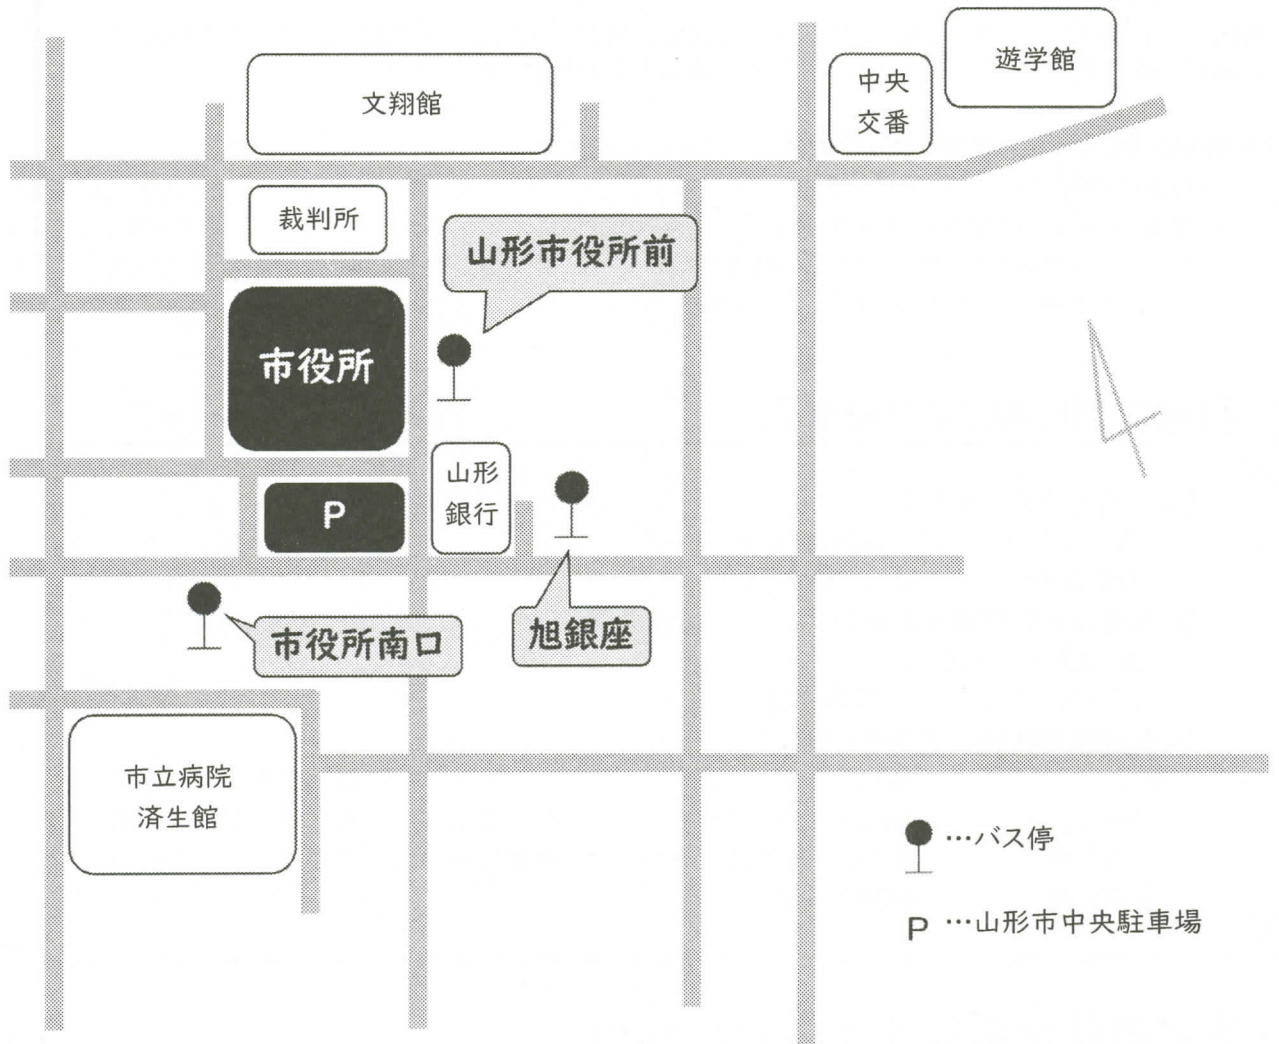 遊学館
中央
交番
文翔館
裁判所
山形市役所前
市役所
山形
銀行
P
市役所南口
旭銀座
市立病院
済生館
…バス停
P …山形市中央駐車場